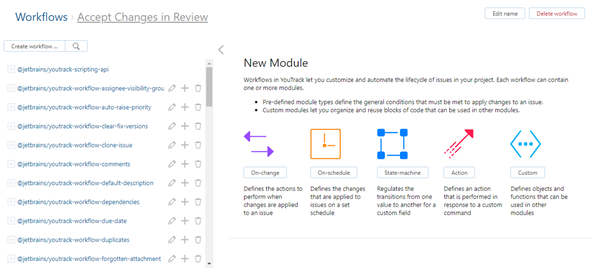 Workflows › Accept Changes in Review
Edit name
Delete workflow
Create workflow ...
@jetbrains/youtrack-scripting-api
@jetbrains/youtrack-workflow-assignee-visibility-grou
@jetbrains/youtrack-workflow-auto-raise-priority
@jetbrains/youtrack-workflow-clear-fix-versions
@jetbrains/youtrack-workflow-clone-issue
@jetbrains/youtrack-workflow-comments
@jetbrains/youtrack-workflow-default-description
@jetbrains/youtrack-workflow-dependencies
@jetbrains/youtrack-workflow-due-date
@jetbrains/youtrack-workflow-duplicates
@jetbrains/youtrack-workflow-forgotten-attachment
New Module
Workflows in YouTrack let you customize and automate the lifecycle of issues in your project. Each workflow can contain
one or more modules.
• Pre-defined module types define the general conditions that must be met to apply changes to an issue.
• Custom modules let you organize and reuse blocks of code that can be used in other modules.
On-change
Defines the actions to
perform when
changes are applied
to an issue
On-schedule
Defines the changes
that are applied to
issues on a set
schedule
State-machine
Regulates the
transitions from one
value to another for a
custom field
Action
Defines an action that
is performed in
response to a custom
command
Custom
Defines objects and
functions that can be
used in other
modules